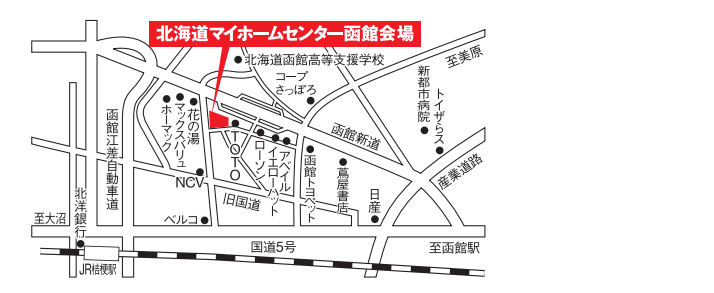 北海道マイホームセンター函館会場
北海道函館高等支援学校
至美原
コープ
さっぽろ
新都市病院
トイザらス
ホーマック
マックスバリュ
花の湯
TOTO
ローソン
イエローハット
アベイル
函館新道
函館トヨペット
蔦屋書店
産業道路
函館江差自動車道
NCV
旧国道
日産
至大沼
北洋銀行
ベルコ
国道5号
至函館駅
JR桔梗駅